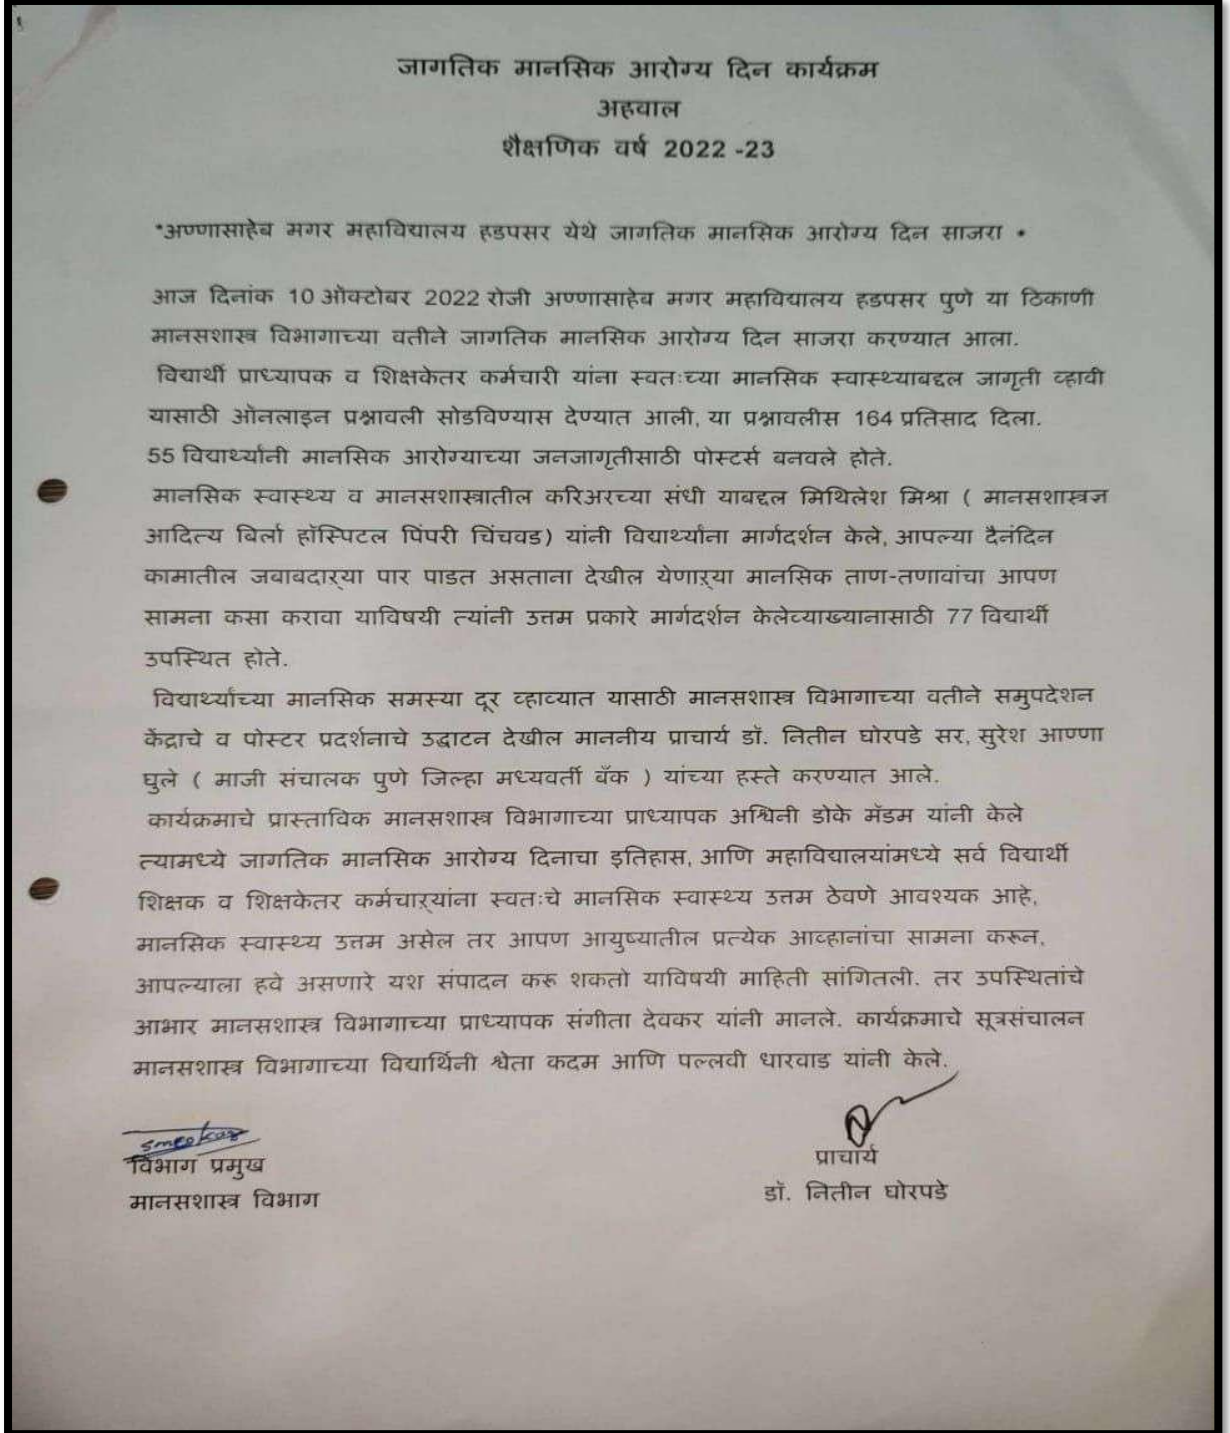 जागतिक मानसिक आरोग्य दिन कार्यक्रम
अहवाल
शैक्षणिक वर्ष 2022 -23
*अण्णासाहेब मगर महाविद्यालय हडपसर येथे जागतिक मानसिक आरोग्य दिन साजरा *
आज दिनांक 10 ऑक्टोबर 2022 रोजी अण्णासाहेब मगर महाविद्यालय हडपसर पुणे या ठिकाणी
मानसशास्त्र विभागाच्या वतीने जागतिक मानसिक आरोग्य दिन साजरा करण्यात आला.
विद्यार्थी प्राध्यापक व शिक्षकेतर कर्मचारी यांना स्वतःच्या मानसिक स्वास्थ्याबद्दल जागृती व्हावी
यासाठी ऑनलाइन प्रश्नावली सोडविण्यास देण्यात आली, या प्रश्नावलीस 164 प्रतिसाद दिला.
55 विद्यार्थ्यांनी मानसिक आरोग्याच्या जनजागृतीसाठी पोस्टर्स बनवले होते.
मानसिक स्वास्थ्य व मानसशास्त्रातील करिअरच्या संधी याबद्दल मिथिलेश मिश्रा ( मानसशास्त्रज्ञ
आदित्य बिर्ला हॉस्पिटल पिंपरी चिंचवड) यांनी विद्यार्थ्यांना मार्गदर्शन केले, आपल्या दैनंदिन
कामातील जबाबदाऱ्या पार पाडत असताना देखील येणाऱ्या मानसिक ताण-तणावांचा आपण
सामना कसा करावा याविषयी त्यांनी उत्तम प्रकारे मार्गदर्शन केलेव्याख्यानासाठी 77 विद्यार्थी
उपस्थित होते.
विद्यार्थ्यांच्या मानसिक समस्या दूर व्हाव्यात यासाठी मानसशास्त्र विभागाच्या वतीने समुपदेशन
केंद्राचे व पोस्टर प्रदर्शनाचे उद्घाटन देखील माननीय प्राचार्य डॉ. नितीन घोरपडे सर, सुरेश आण्णा
घुले ( माजी संचालक पुणे जिल्हा मध्यवर्ती बँक ) यांच्या हस्ते करण्यात आले.
कार्यक्रमाचे प्रास्ताविक मानसशास्त्र विभागाच्या प्राध्यापक अश्विनी डोके मॅडम यांनी केले
त्यामध्ये जागतिक मानसिक आरोग्य दिनाचा इतिहास, आणि महाविद्यालयांमध्ये सर्व विद्यार्थी
शिक्षक व शिक्षकेतर कर्मचाऱ्यांना स्वतःचे मानसिक स्वास्थ्य उत्तम ठेवणे आवश्यक आहे,
मानसिक स्वास्थ्य उत्तम असेल तर आपण आयुष्यातील प्रत्येक आव्हानांचा सामना करून,
आपल्याला हवे असणारे यश संपादन करू शकतो याविषयी माहिती सांगितली. तर उपस्थितांचे
आभार मानसशास्त्र विभागाच्या प्राध्यापक संगीता देवकर यांनी मानले. कार्यक्रमाचे सूत्रसंचालन
मानसशास्त्र विभागाच्या विद्यार्थिनी श्वेता कदम आणि पल्लवी धारवाड यांनी केले.
विभाग प्रमुख
मानसशास्त्र विभाग
प्राचार्य
डॉ. नितीन घोरपडे